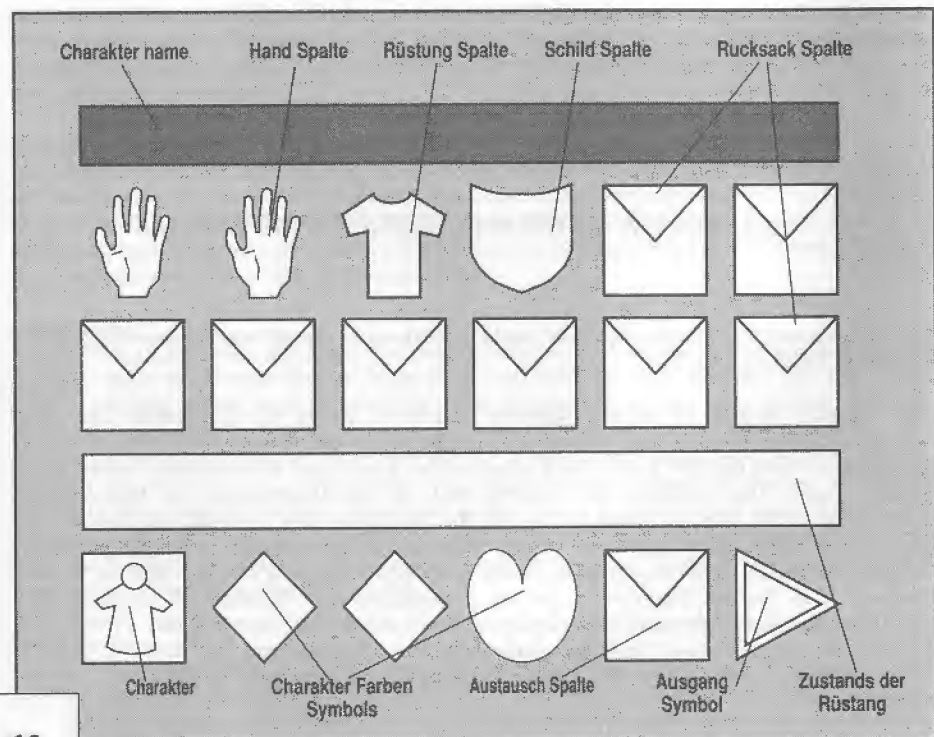 Charakter name
Hand Spalte
Rüstung Spalte
Schild Spalte
Rucksack Spalte
Charakter
Charakter Farben
Symbols
Austausch Spalte
Ausgang
Symbol
Zustands der
Rüstang